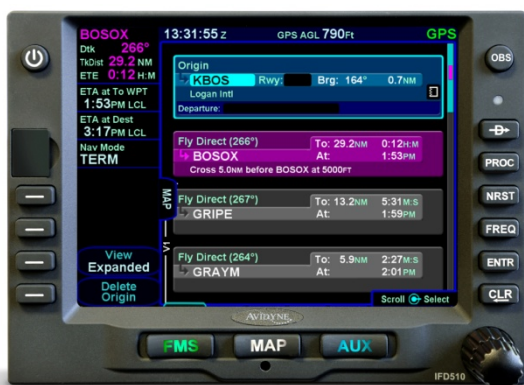 BOSOX
Dtk 266°
TkDist 29.2 NM
ETE 0:12 H:M
ETA at To WPT
1:53PM LCL
ETA at Dest
3:17PM LCL
Nav Mode
TERM
View
Expanded
Delete
Origin
13:31:55 Z GPS AGL 790Ft GPS
Origin
KBOS Rwy: Brg: 164° 0.7NM
Logan Intl
Departure:
Fly Direct (266°) To: 29.2NM 0:12H:M
BOSOX At: 1:53PM
Cross 5.0NM before BOSOX at 5000FT
MAP
Fly Direct (267°) To: 13.2NM 5:31M:S
GRIPE At: 1:59PM
Fly Direct (264°) To: 5.9NM 2:27M:S
GRAYM At: 2:01PM
Scroll Select
OBS
D
PROC
NRST
FREQ
ENTR
CLR
AVIDYNE
FMS MAP AUX
IFD510